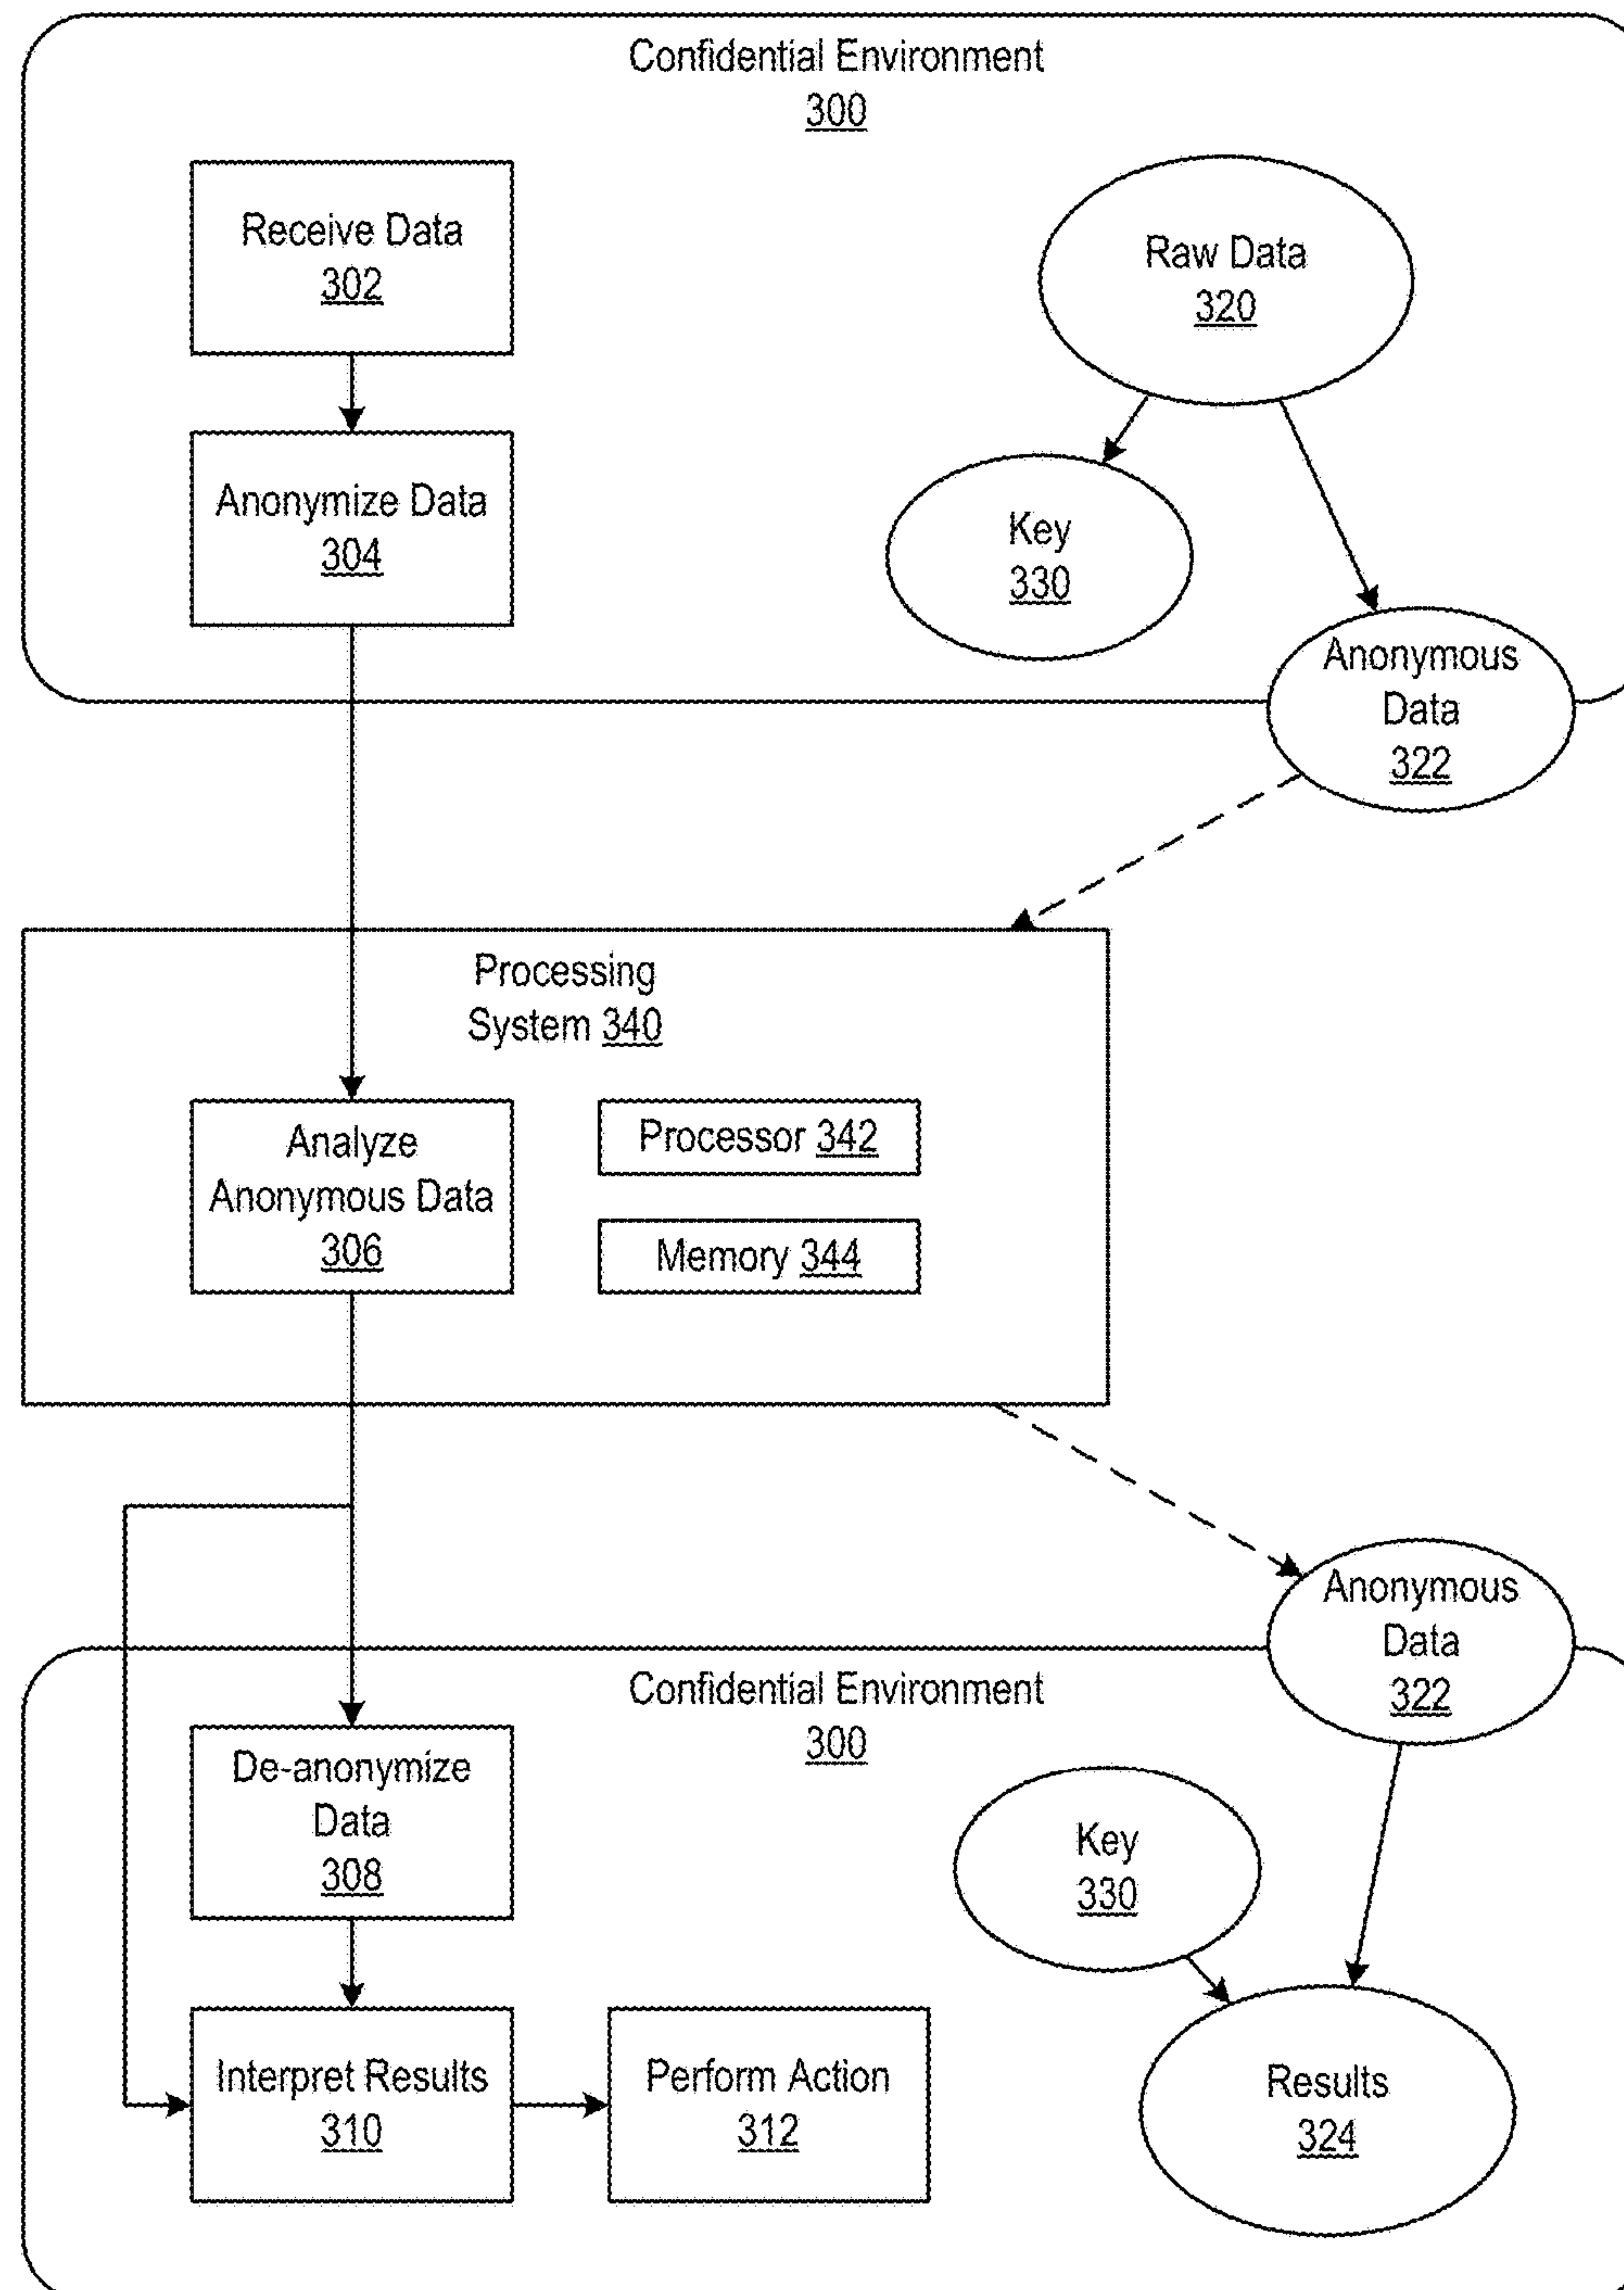 Confidential Environment
300
Receive Data
302
Raw Data
320
Anonymize Data
304
Key
330
Anonymous
Data
322
Processing
System 340
Analyze
Anonymous Data
306
Processor 342
Memory 344
Anonymous
Data
322
Confidential Environment
300
De-anonymize
Data
308
Key
330
Interpret Results
310
Perform Action
312
Results
324